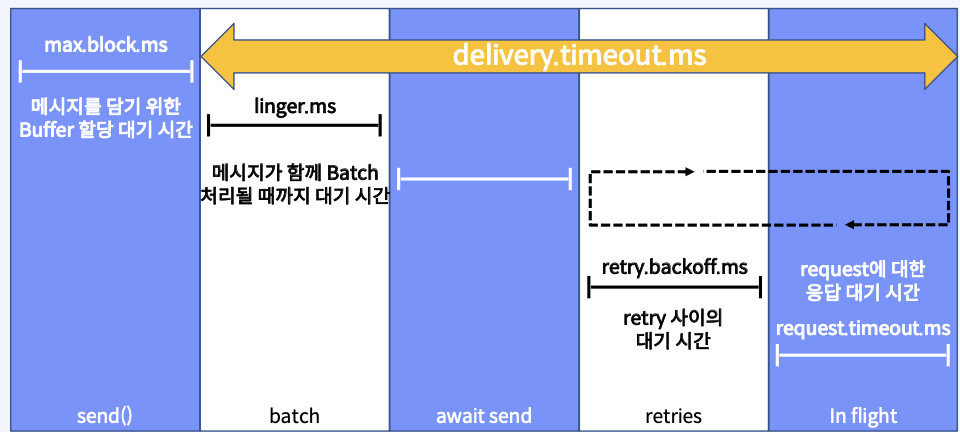 max.block.ms
delivery.timeout.ms
메시지를 담기 위한
Buffer 할당 대기 시간
linger.ms
메시지가 함께 Batch
처리될 때까지 대기 시간
retry.backoff.ms
retry 사이의
대기 시간
request에 대한
응답 대기 시간
request.timeout.ms
send()
batch
await send
retries
In flight